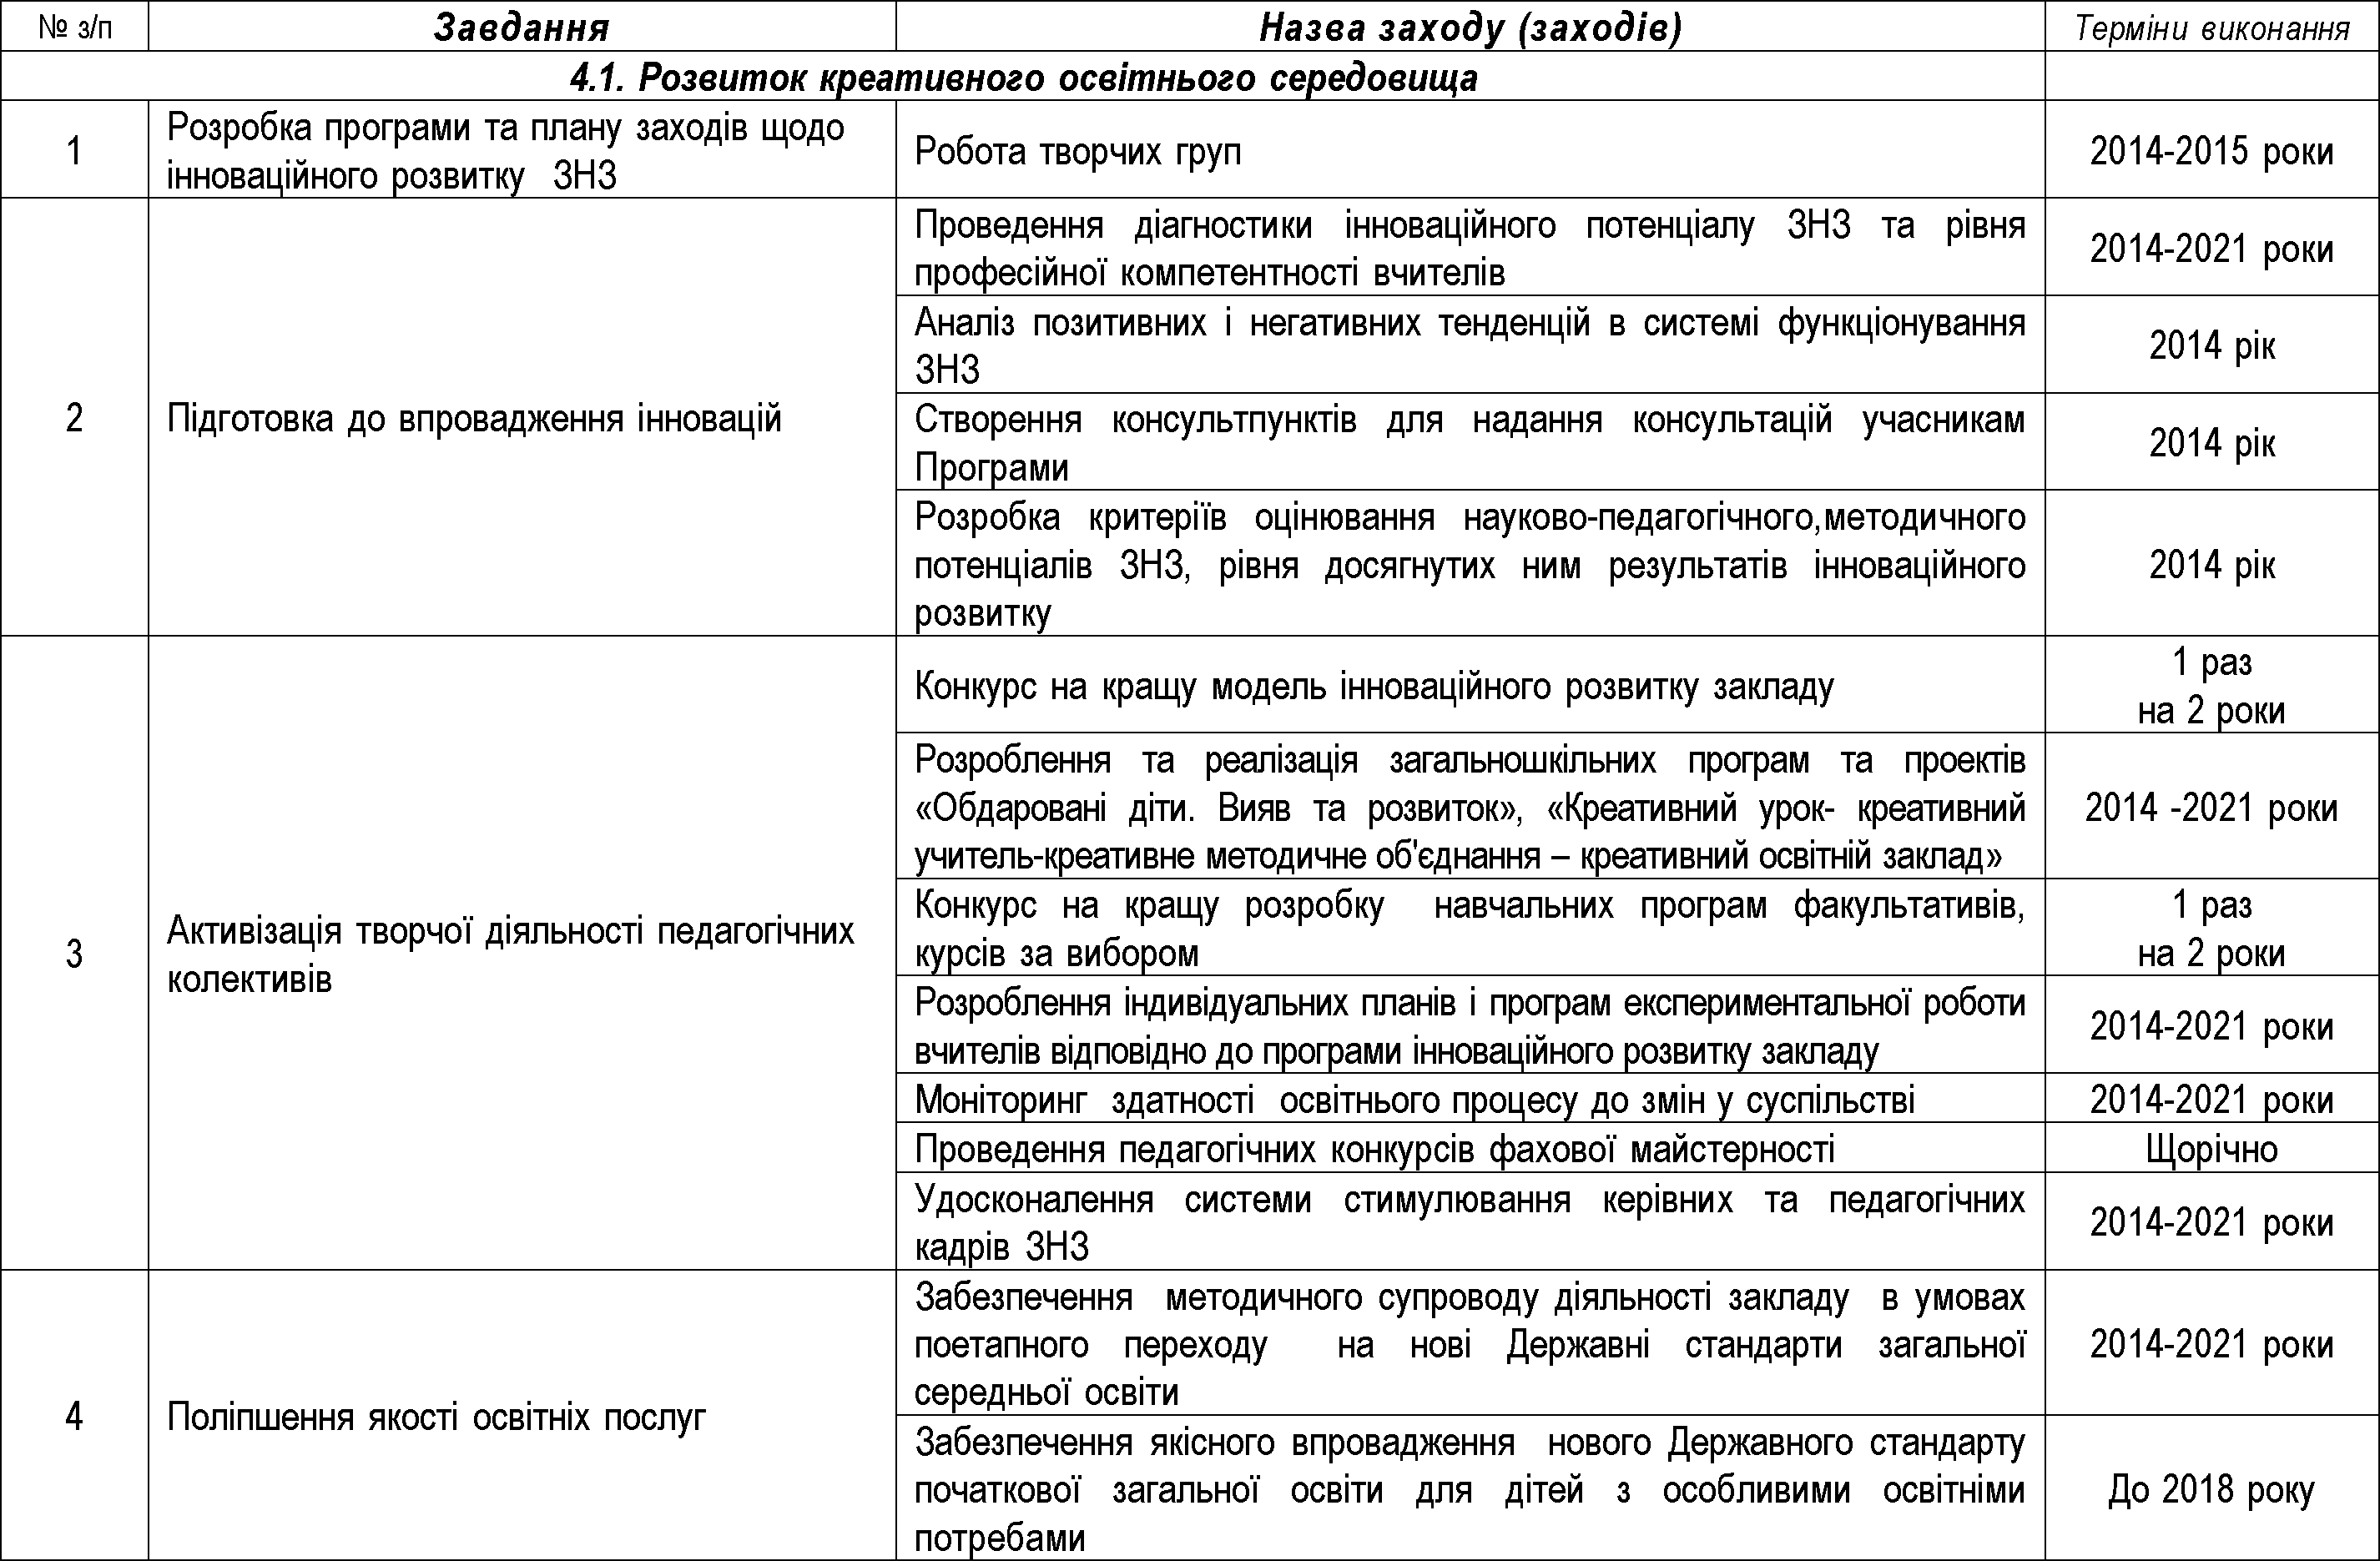 № з/п Завдання Назва заходу (заходів) Терміни виконання
4.1. Розвиток креативного освітнього середовища
1
Розробка програми та плану заходів щодо
інноваційного розвитку ЗНЗ
Робота творчих груп
2014-2015 роки
2
Підготовка до впровадження інновацій
Проведення діагностики інноваційного потенціалу ЗНЗ та рівня
професійної компетентності вчителів
2014-2021 роки
Аналіз позитивних і негативних тенденцій в системі функціонування
ЗНЗ
2014 рік
Створення консультпунктів для надання консультацій учасникам
Програми
2014 рік
Розробка критеріїв оцінювання науково-педагогічного,методичного
потенціалів ЗНЗ, рівня досягнутих ним результатів інноваційного
розвитку
2014 рік
3
Активізація творчої діяльності педагогічних
колективів
Конкурс на кращу модель інноваційного розвитку закладу
1 раз
на 2 роки
Розроблення та реалізація загальношкільних програм та проектів
«Обдаровані діти. Вияв та розвиток», «Креативний урок- креативний
учитель-креативне методичне об'єднання – креативний освітній заклад»
2014 -2021 роки
Конкурс на кращу розробку навчальних програм факультативів,
курсів за вибором
1 раз
на 2 роки
Розроблення індивідуальних планів і програм експериментальної роботи
вчителів відповідно до програми інноваційного розвитку закладу
2014-2021 роки
Моніторинг здатності освітнього процесу до змін у суспільстві
2014-2021 роки
Проведення педагогічних конкурсів фахової майстерності
Щорічно
Удосконалення системи стимулювання керівних та педагогічних
кадрів ЗНЗ
2014-2021 роки
4
Поліпшення якості освітніх послуг
Забезпечення методичного супроводу діяльності закладу в умовах
поетапного переходу на нові Державні стандарти загальної
середньої освіти
2014-2021 роки
Забезпечення якісного впровадження нового Державного стандарту
початкової загальної освіти для дітей з особливими освітніми
потребами
До 2018 року